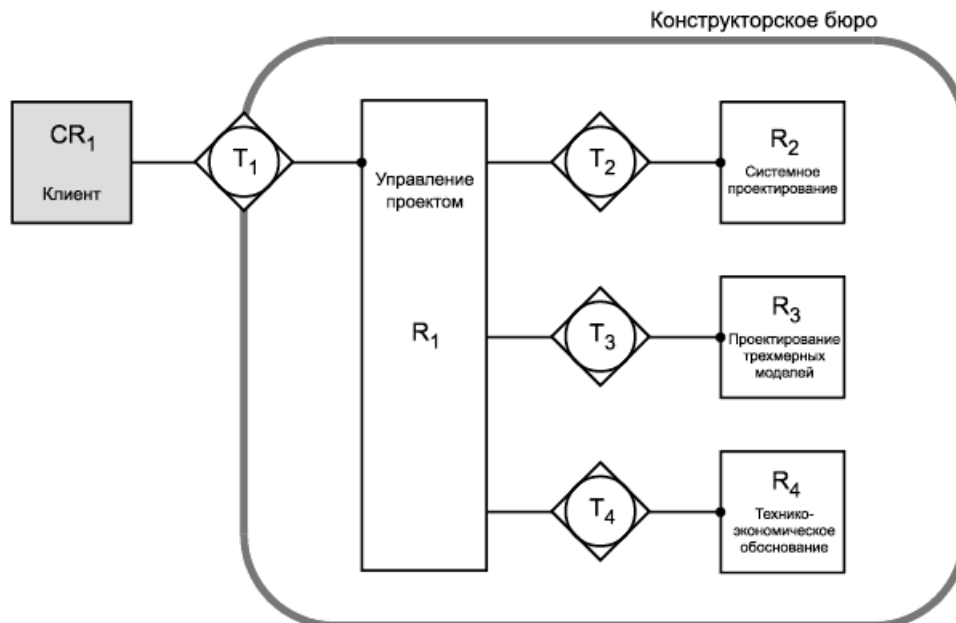 Конструкторское бюро
CR₁
Клиент
T₁
Управление
проектом
R₁
T₂
R₂
Системное
проектирование
T₃
R₃
Проектирование
трехмерных
моделей
T₄
R₄
Технико-
экономическое
обоснование